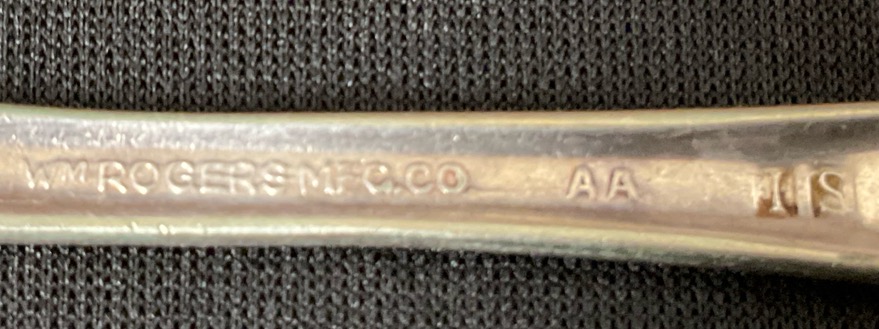 WM ROGERS MFG.CO. AA IS